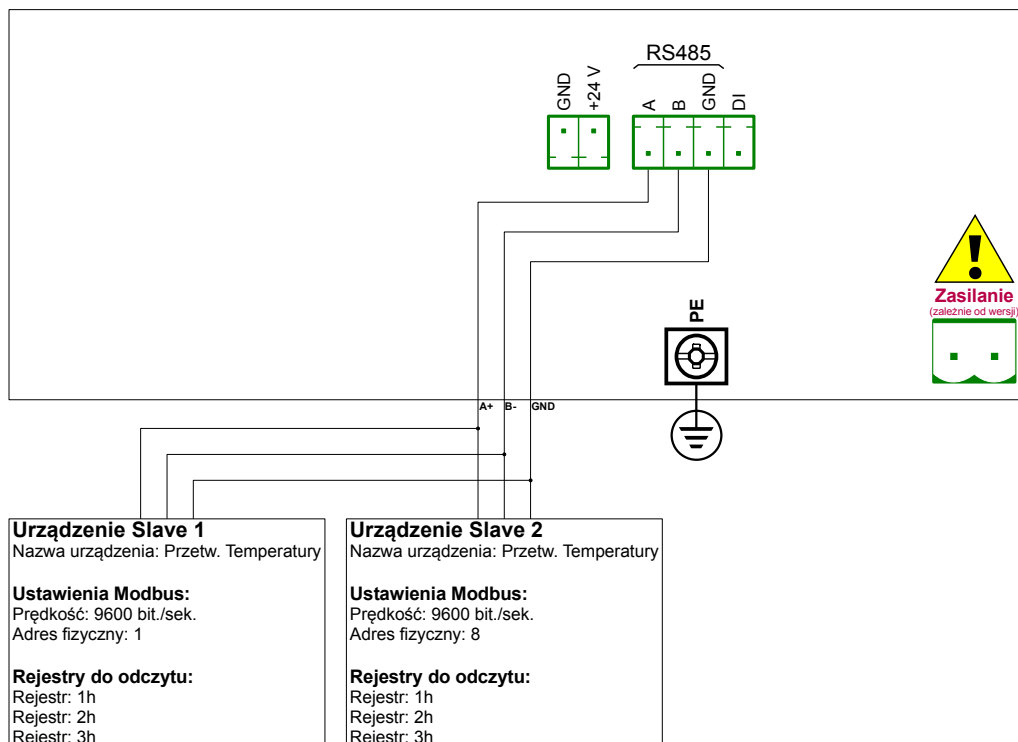 RS485
GND
+24 V
A
B
GND
DI
Zasilanie
(zależnie od wersji)
PE
A+ B- GND
Urządzenie Slave 1
Nazwa urządzenia: Przetw. Temperatury
Ustawienia Modbus:
Prędkość: 9600 bit./sek.
Adres fizyczny: 1
Rejestry do odczytu:
Rejestr: 1h
Rejestr: 2h
Rejestr: 3h
Urządzenie Slave 2
Nazwa urządzenia: Przetw. Temperatury
Ustawienia Modbus:
Prędkość: 9600 bit./sek.
Adres fizyczny: 8
Rejestry do odczytu:
Rejestr: 1h
Rejestr: 2h
Rejestr: 3h